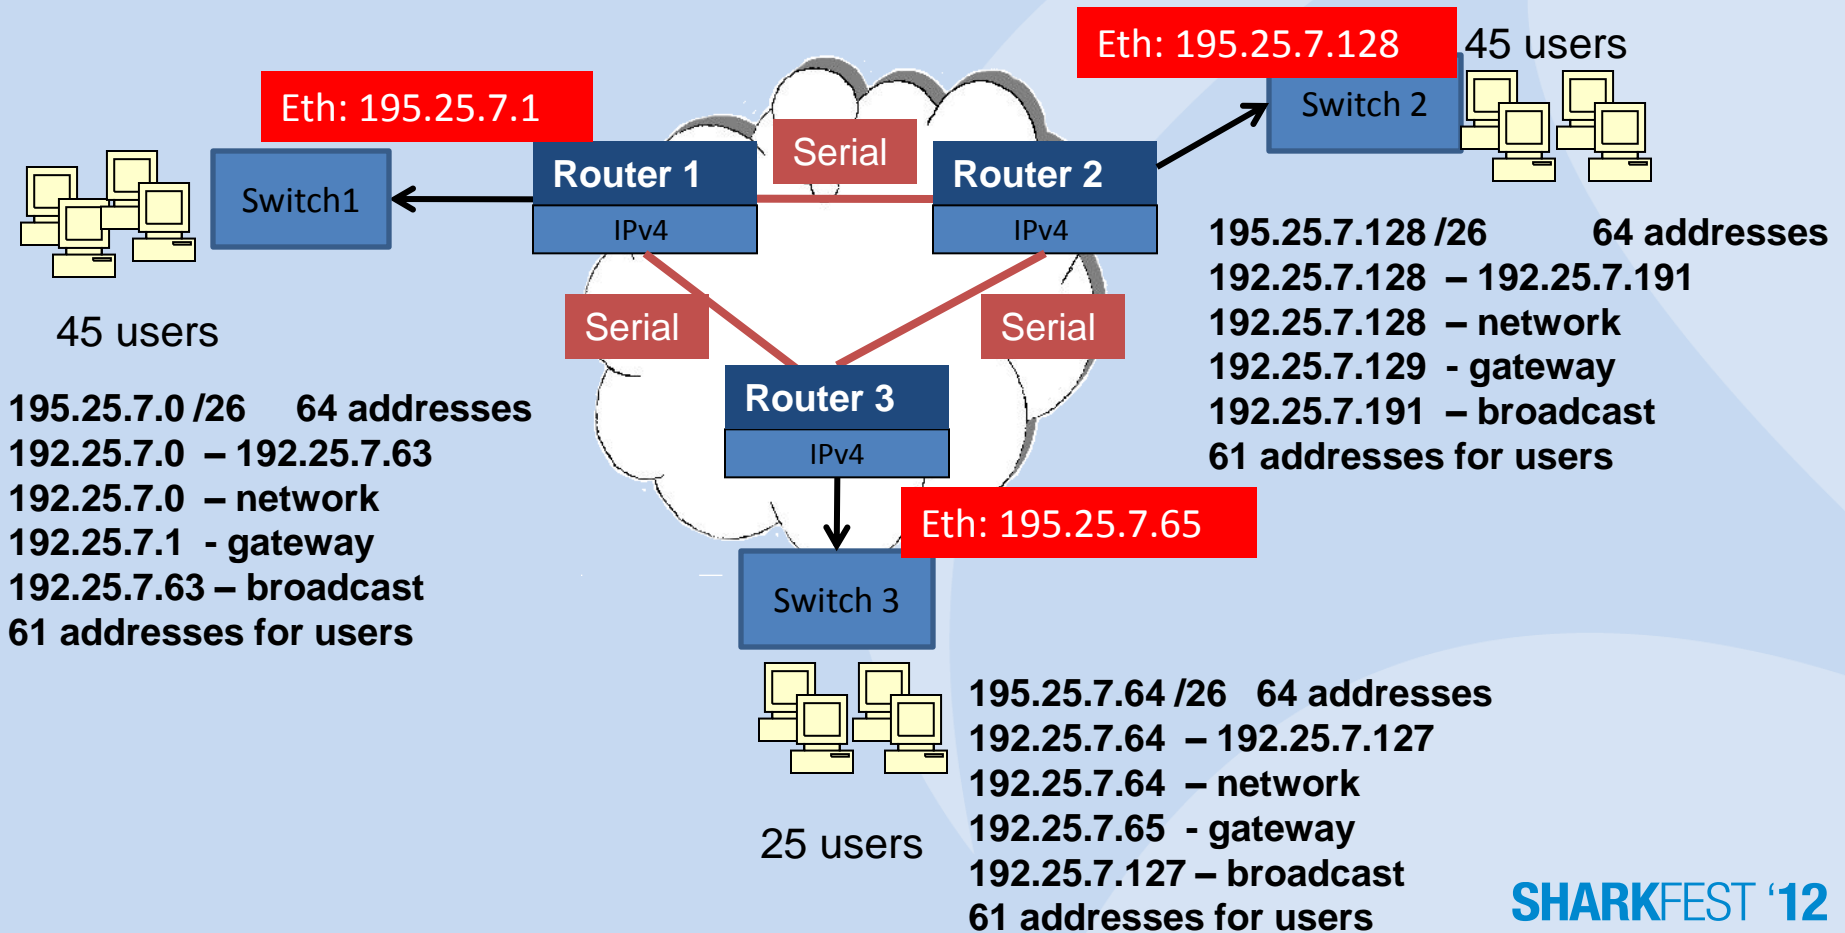 Eth: 195.25.7.128
45 users
Eth: 195.25.7.1
Switch 2
Serial
Router 1
Router 2
Switch1
IPv4
IPv4
195.25.7.128 /26 64 addresses
192.25.7.128 – 192.25.7.191
192.25.7.128 – network
192.25.7.129 - gateway
192.25.7.191 – broadcast
61 addresses for users
45 users
Serial
Serial
195.25.7.0 /26 64 addresses
192.25.7.0 – 192.25.7.63
192.25.7.0 – network
192.25.7.1 - gateway
192.25.7.63 – broadcast
61 addresses for users
Router 3
IPv4
Eth: 195.25.7.65
Switch 3
25 users
195.25.7.64 /26 64 addresses
192.25.7.64 – 192.25.7.127
192.25.7.64 – network
192.25.7.65 - gateway
192.25.7.127 – broadcast
61 addresses for users
SHARKFEST ‘12